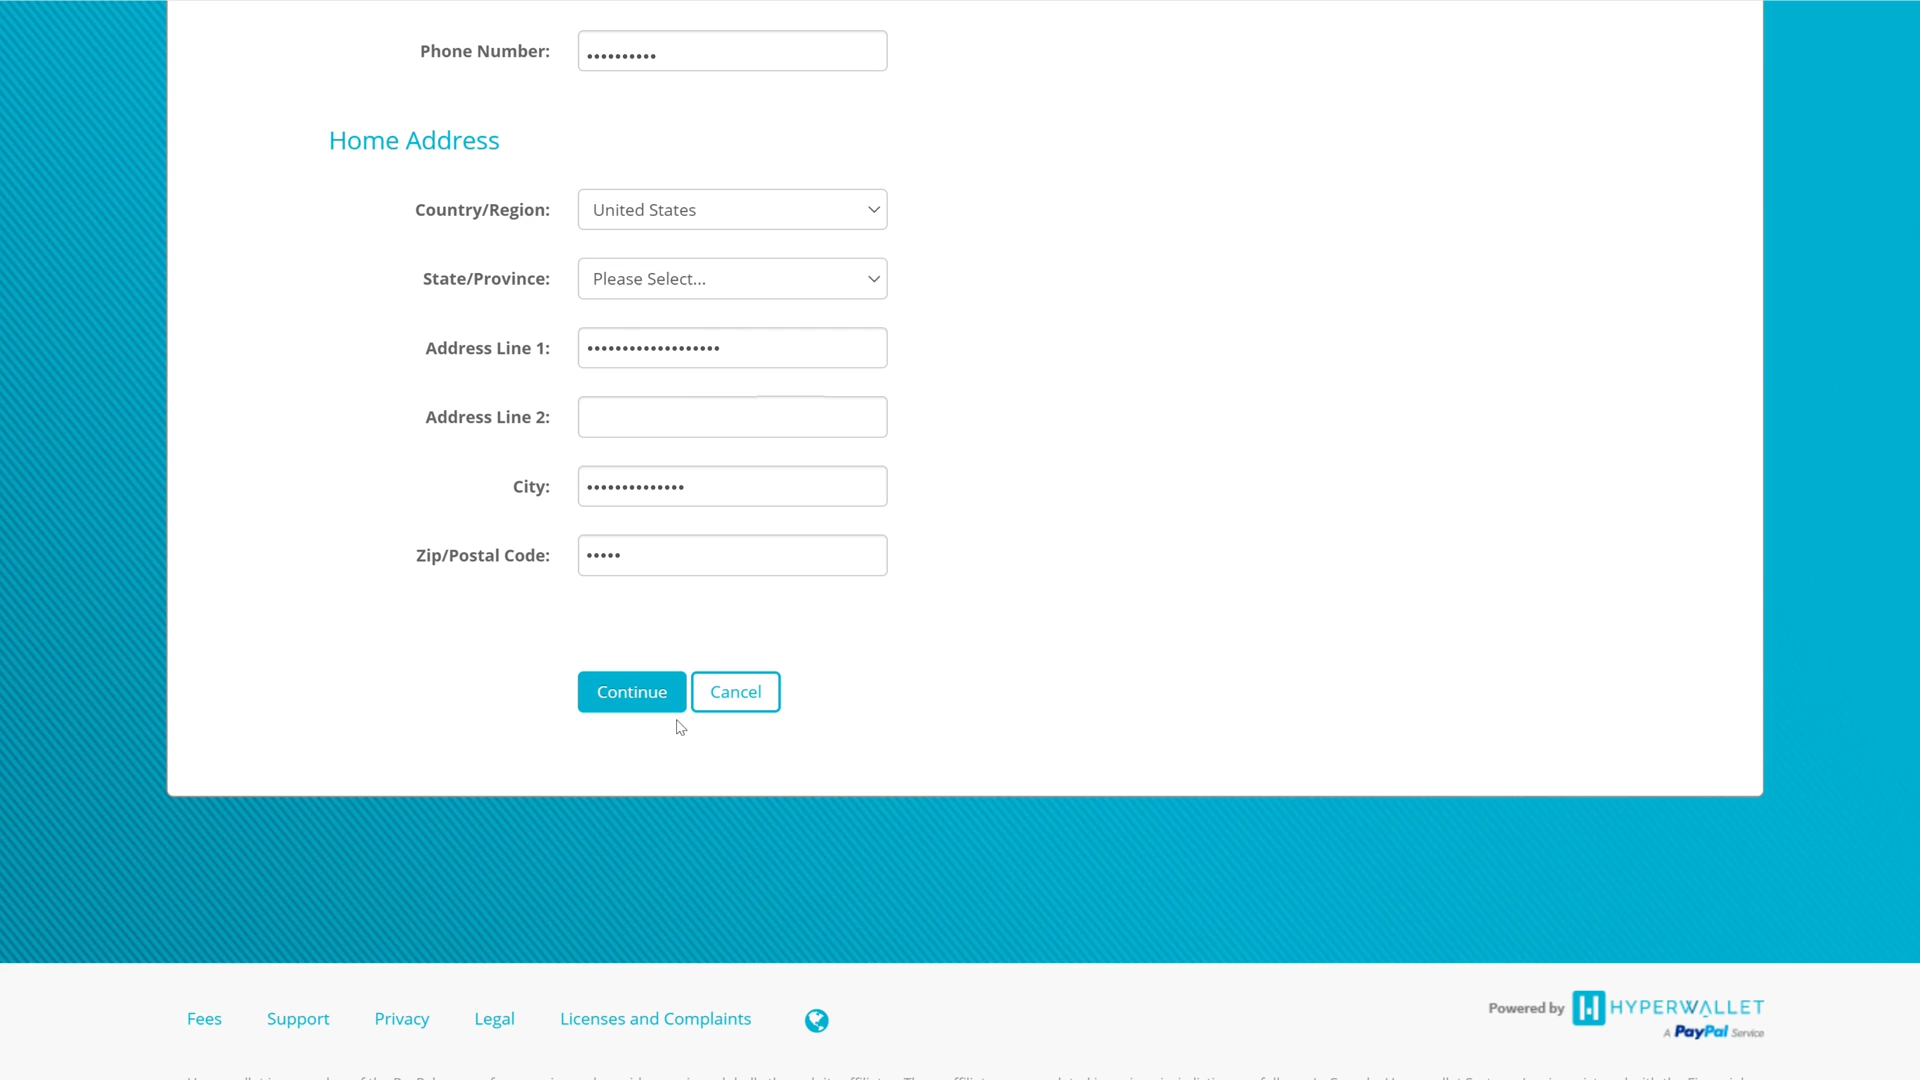 Phone Number: ••••••••••
Home Address
Country/Region: United States
State/Province: Please Select...
Address Line 1: •••••••••••••••••••
Address Line 2:
City: ••••••••••••••
Zip/Postal Code: •••••
Continue Cancel
Fees Support Privacy Legal Licenses and Complaints
Powered by HYPERWALLET
A PayPal Service